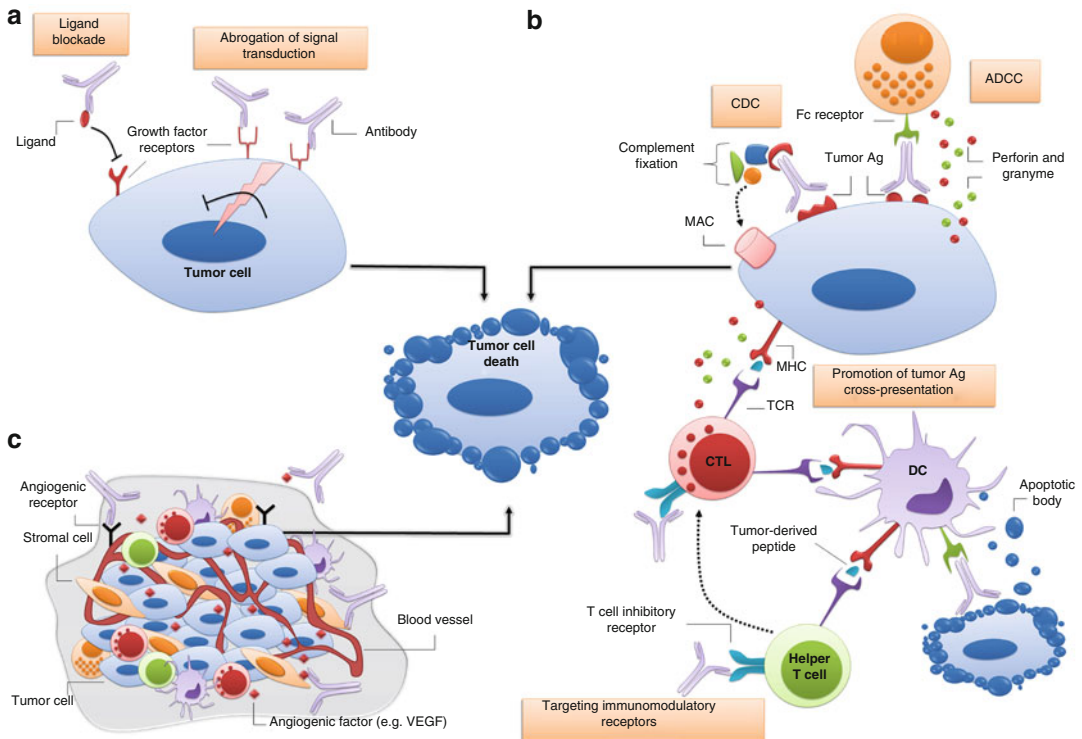 a
Ligand
blockade
Abrogation of signal
transduction
Ligand
Growth factor
receptors
Antibody
Tumor cell
b
CDC
ADCC
Fc receptor
Complement
fixation
Tumor Ag
Perforin and
granyme
MAC
MHC
TCR
Promotion of tumor Ag
cross-presentation
CTL
DC
Apoptotic
body
Tumor-derived
peptide
T cell inhibitory
receptor
Helper
T cell
Targeting immunomodulatory
receptors
Tumor cell
death
c
Angiogenic
receptor
Stromal cell
Blood vessel
Tumor cell
Angiogenic factor (e.g. VEGF)